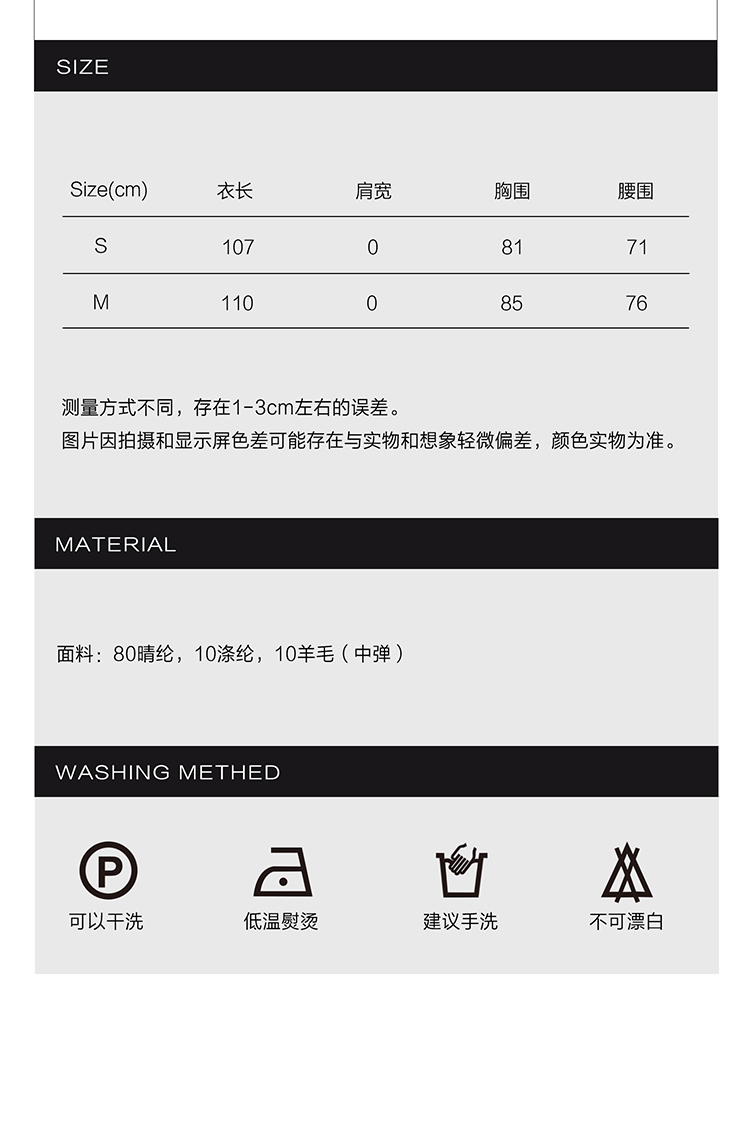 SIZE
Size(cm) 衣长 肩宽 胸围 腰围
S 107 0 81 71
M 110 0 85 76
测量方式不同，存在1-3cm左右的误差。
图片因拍摄和显示屏色差可能存在与实物和想象轻微偏差，颜色实物为准。
MATERIAL
面料：80晴纶，10涤纶，10羊毛（中弹）
WASHING METHED
P
可以干洗 低温熨烫 建议手洗 不可漂白